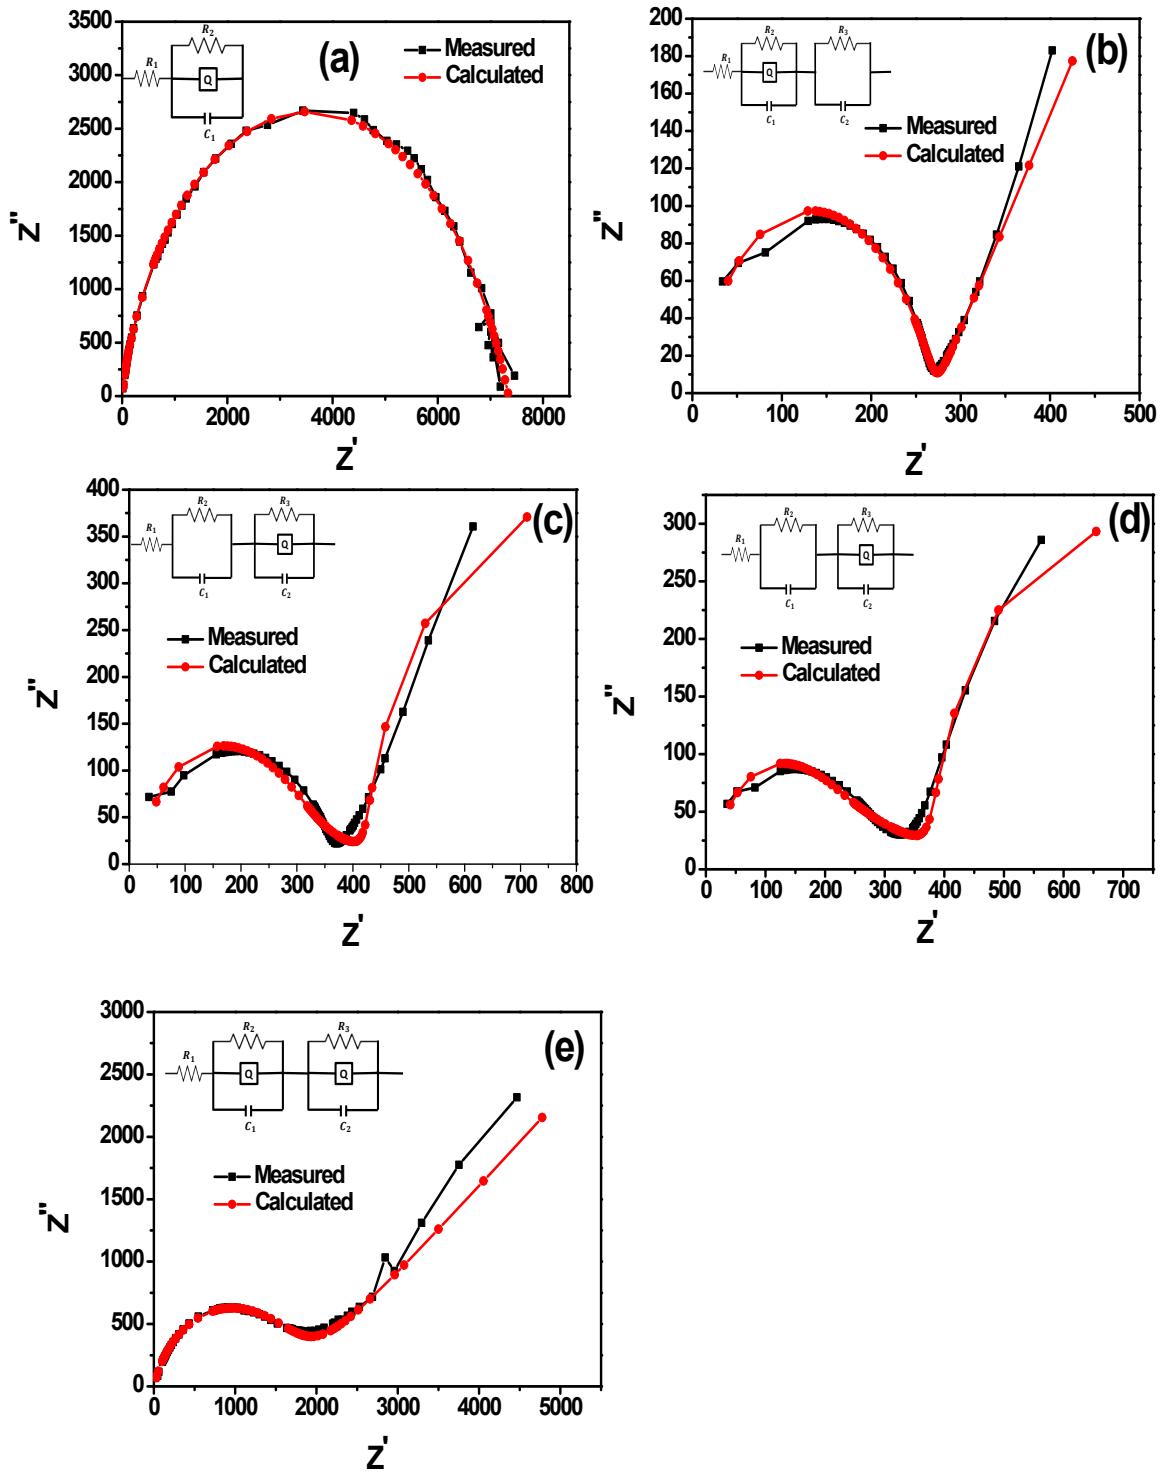 (a)
R1
R2
Q
C1
Measured
Calculated
3500
3000
2500
2000
1500
1000
500
0
Z''
0 2000 4000 6000 8000
Z'
(b)
R1
R2
R3
Q
C1
C2
Measured
Calculated
200
180
160
140
120
100
80
60
40
20
0
Z''
0 100 200 300 400 500
Z'
(c)
R1
R2
R3
Q
C1
C2
Measured
Calculated
400
350
300
250
200
150
100
50
0
Z''
0 100 200 300 400 500 600 700 800
Z'
(d)
R1
R2
R3
Q
C1
C2
Measured
Calculated
300
250
200
150
100
50
0
Z''
0 100 200 300 400 500 600 700
Z'
(e)
R1
R2
R3
Q
Q
C1
C2
Measured
Calculated
3000
2500
2000
1500
1000
500
0
Z''
0 1000 2000 3000 4000 5000
Z'